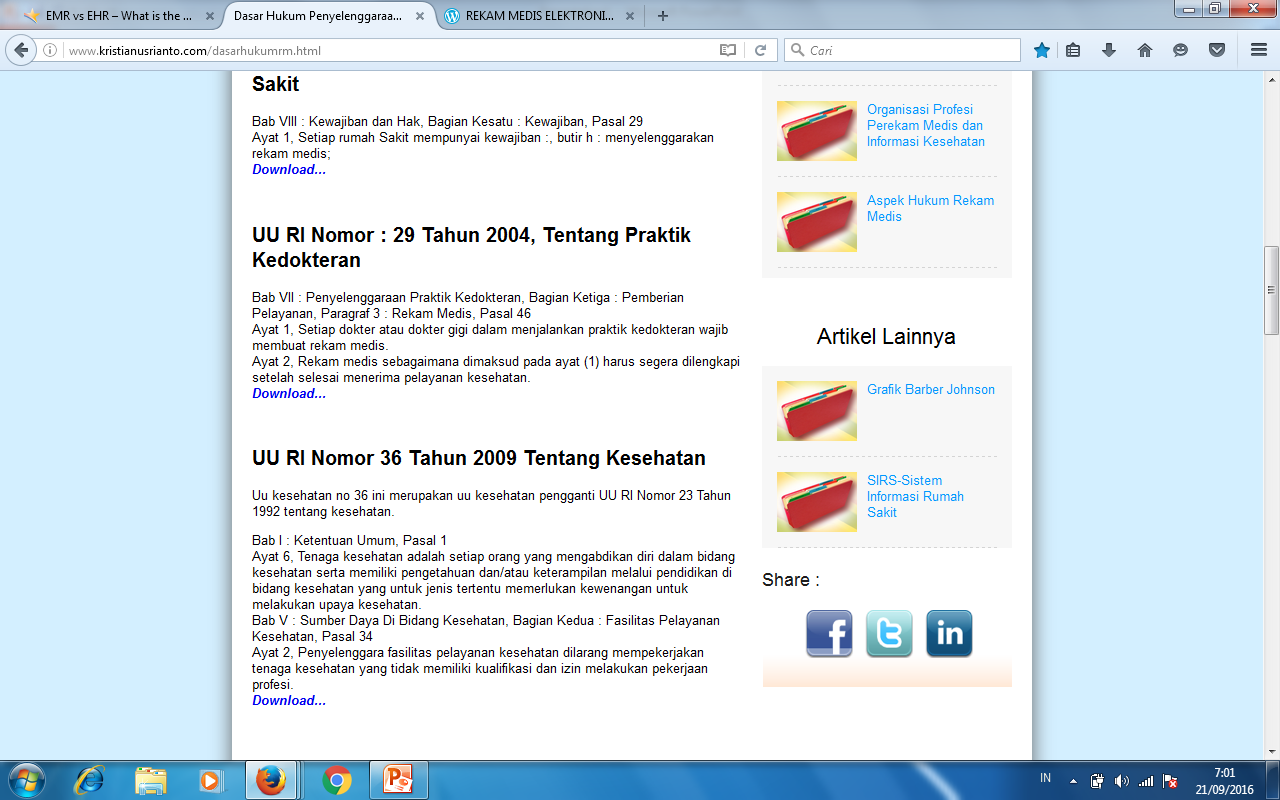 EMR vs EHR – What is the ...
Dasar Hukum Penyelenggaraa...
REKAM MEDIS ELEKTRONI...
www.kristianusrianto.com/dasarhukumrm.html
Cari
Sakit
Bab VIII : Kewajiban dan Hak, Bagian Kesatu : Kewajiban, Pasal 29
Ayat 1, Setiap rumah Sakit mempunyai kewajiban :, butir h : menyelenggarakan
rekam medis;
Download...
UU RI Nomor : 29 Tahun 2004, Tentang Praktik
Kedokteran
Bab VII : Penyelenggaraan Praktik Kedokteran, Bagian Ketiga : Pemberian
Pelayanan, Paragraf 3 : Rekam Medis, Pasal 46
Ayat 1, Setiap dokter atau dokter gigi dalam menjalankan praktik kedokteran wajib
membuat rekam medis.
Ayat 2, Rekam medis sebagaimana dimaksud pada ayat (1) harus segera dilengkapi
setelah selesai menerima pelayanan kesehatan.
Download...
UU RI Nomor 36 Tahun 2009 Tentang Kesehatan
Uu kesehatan no 36 ini merupakan uu kesehatan pengganti UU RI Nomor 23 Tahun
1992 tentang kesehatan.
Bab I : Ketentuan Umum, Pasal 1
Ayat 6, Tenaga kesehatan adalah setiap orang yang mengabdikan diri dalam bidang
kesehatan serta memiliki pengetahuan dan/atau keterampilan melalui pendidikan di
bidang kesehatan yang untuk jenis tertentu memerlukan kewenangan untuk
melakukan upaya kesehatan.
Bab V : Sumber Daya Di Bidang Kesehatan, Bagian Kedua : Fasilitas Pelayanan
Kesehatan, Pasal 34
Ayat 2, Penyelenggara fasilitas pelayanan kesehatan dilarang mempekerjakan
tenaga kesehatan yang tidak memiliki kualifikasi dan izin melakukan pekerjaan
profesi.
Download...
Organisasi Profesi
Perekam Medis dan
Informasi Kesehatan
Aspek Hukum Rekam
Medis
Artikel Lainnya
Grafik Barber Johnson
SIRS-Sistem
Informasi Rumah
Sakit
Share :
IN
7:01
21/09/2016